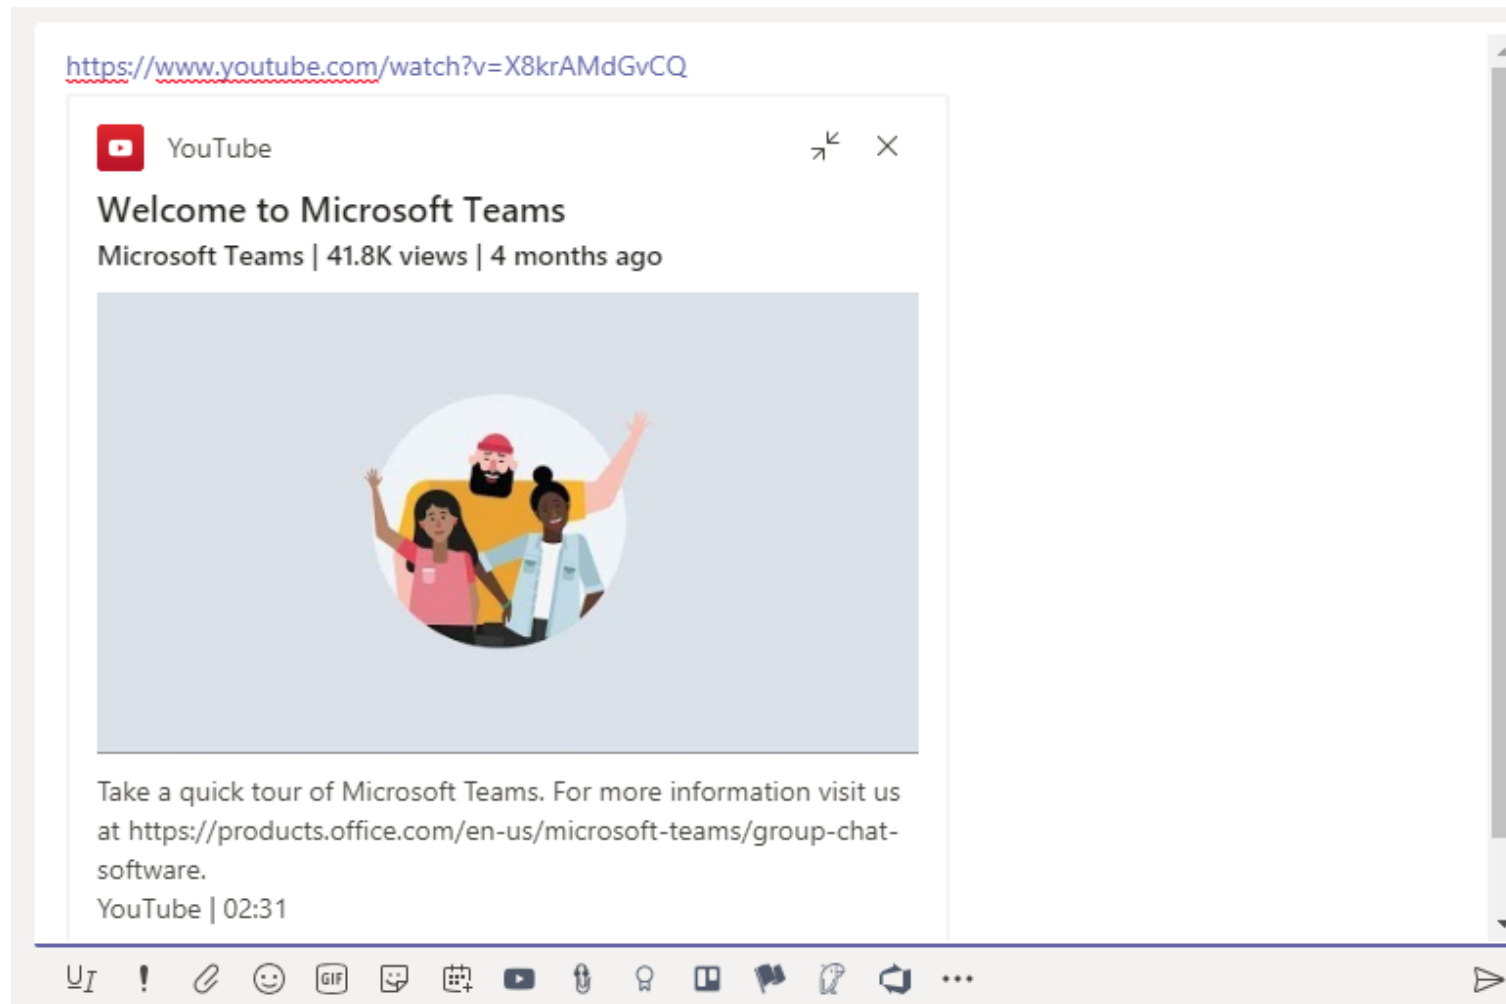 https://www.youtube.com/watch?v=X8krAMdGvCQ
YouTube
Welcome to Microsoft Teams
Microsoft Teams | 41.8K views | 4 months ago
Take a quick tour of Microsoft Teams. For more information visit us
at https://products.office.com/en-us/microsoft-teams/group-chat-
software.
YouTube | 02:31
GIF